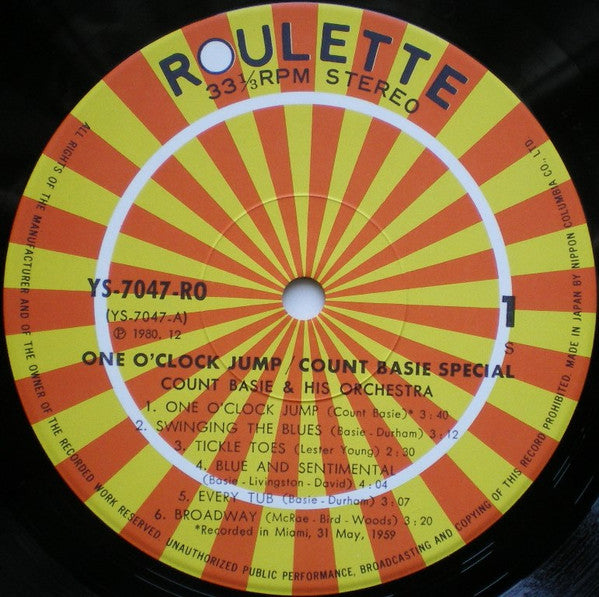 ROULETTE
33⅓ RPM STEREO
YS-7047-RO
(YS-7047-A)
Ⓟ 1980. 12
1
S
ONE O'CLOCK JUMP / COUNT BASIE SPECIAL
COUNT BASIE & HIS ORCHESTRA
1. ONE O'CLOCK JUMP (Count Basie)* 3:40
2. SWINGING THE BLUES (Basie - Durham) 3:12
3. TICKLE TOES (Lester Young) 2:30
4. BLUE AND SENTIMENTAL
(Basie - Livingston - David) 4:04
5. EVERY TUB (Basie - Durham) 3:07
6. BROADWAY (McRae - Bird - Woods) 3:20
*Recorded in Miami, 31 May, 1959
ALL RIGHTS OF THE MANUFACTURER AND OF THE OWNER OF THE RECORDED WORK RESERVED. UNAUTHORIZED PUBLIC PERFORMANCE, BROADCASTING AND COPYING OF THIS RECORD PROHIBITED. MADE IN JAPAN BY NIPPON COLUMBIA CO., LTD